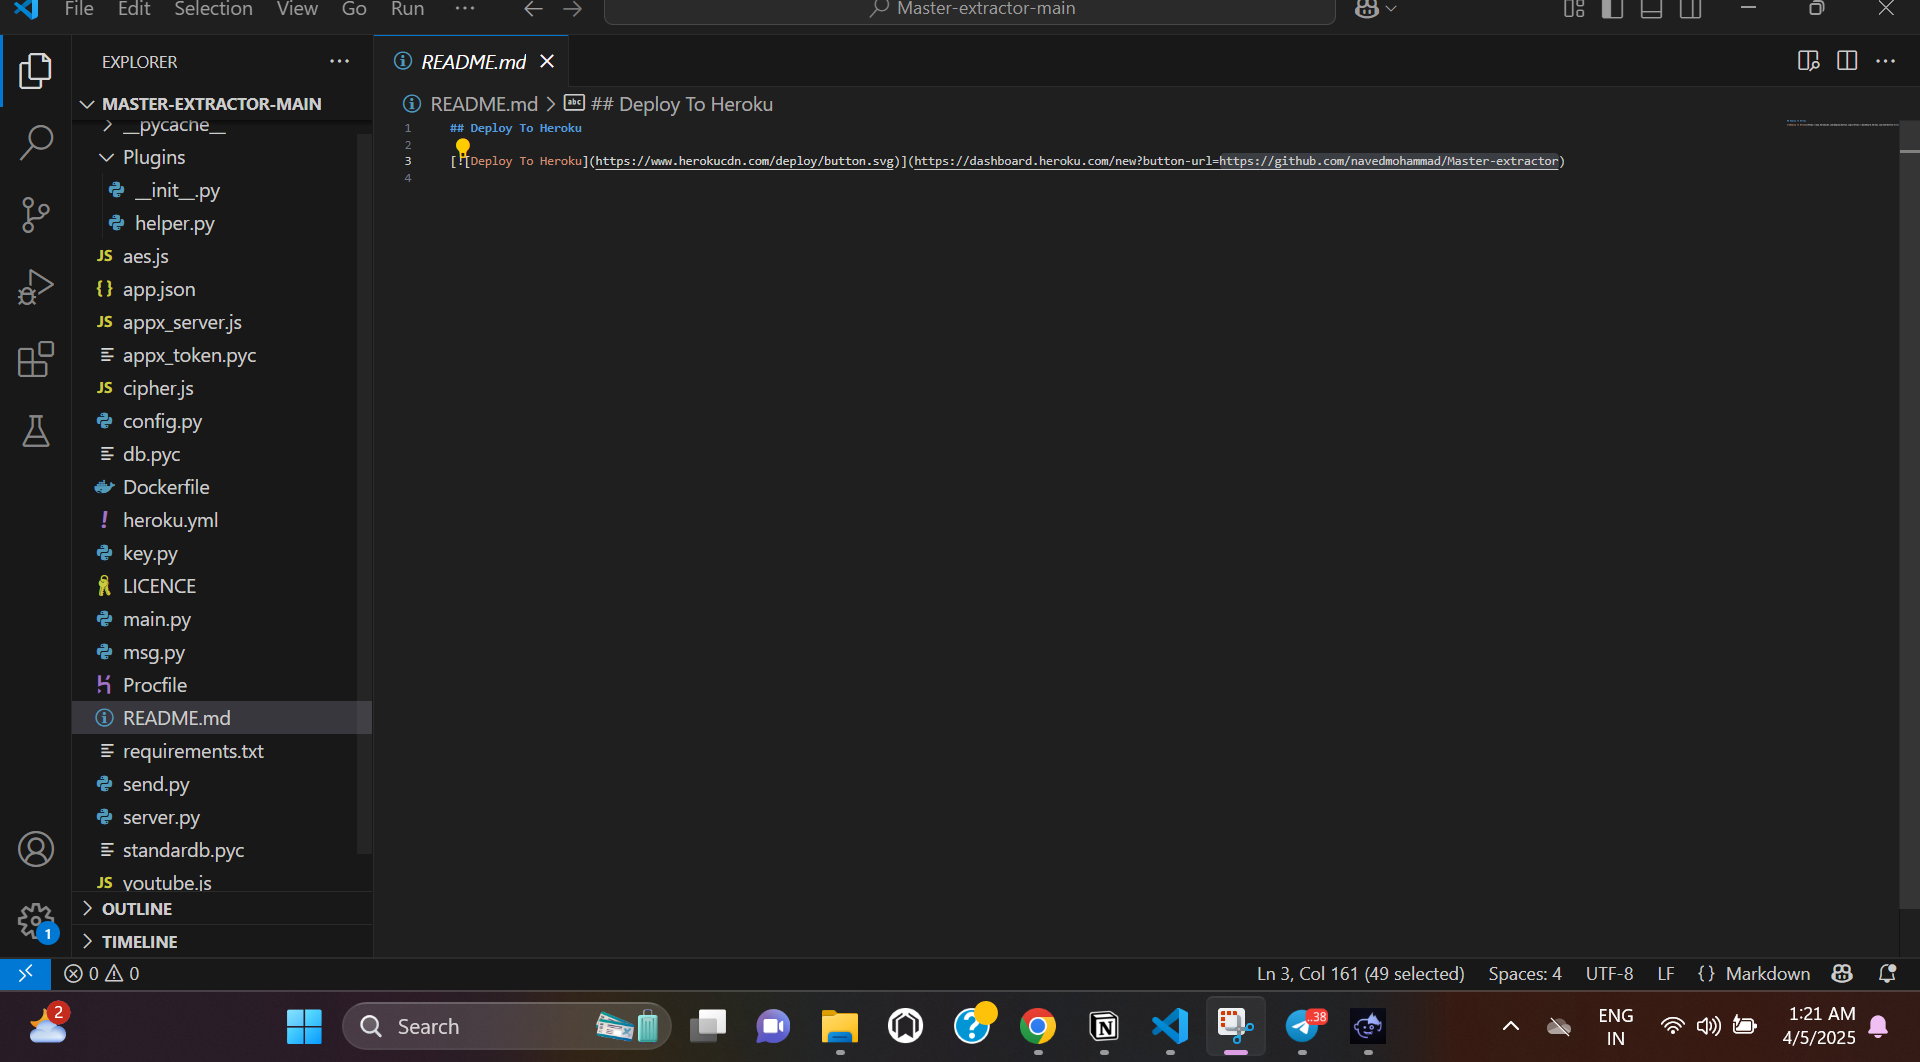 File Edit Selection View Go Run ··· Master-extractor-main
EXPLORER ···
MASTER-EXTRACTOR-MAIN
__pycache__
Plugins
__init__.py
helper.py
JS aes.js
{} app.json
JS appx_server.js
appx_token.pyc
JS cipher.js
config.py
db.pyc
Dockerfile
! heroku.yml
key.py
LICENCE
main.py
msg.py
Procfile
README.md
requirements.txt
send.py
server.py
standardb.pyc
JS youtube.js
OUTLINE
TIMELINE
1
README.md
README.md > abc ## Deploy To Heroku
1 ## Deploy To Heroku
2
3 [![Deploy To Heroku](https://www.herokucdn.com/deploy/button.svg)](https://dashboard.heroku.com/new?button-url=https://github.com/navedmohammad/Master-extractor)
4
0 0 Ln 3, Col 161 (49 selected) Spaces: 4 UTF-8 LF {} Markdown
2 Search ..38 ENG
IN
1:21 AM
4/5/2025